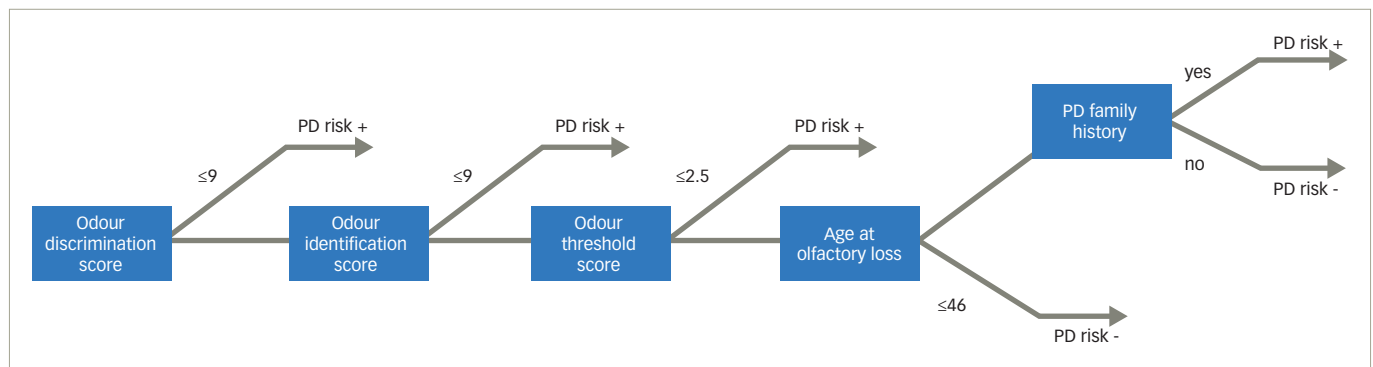 PD risk +
yes
PD family
history
no
PD risk -
PD risk +
PD risk +
PD risk +
≤9
≤9
≤2.5
Odour
discrimination
score
Odour
identification
score
Odour
threshold
score
Age at
olfactory loss
≤46
PD risk -